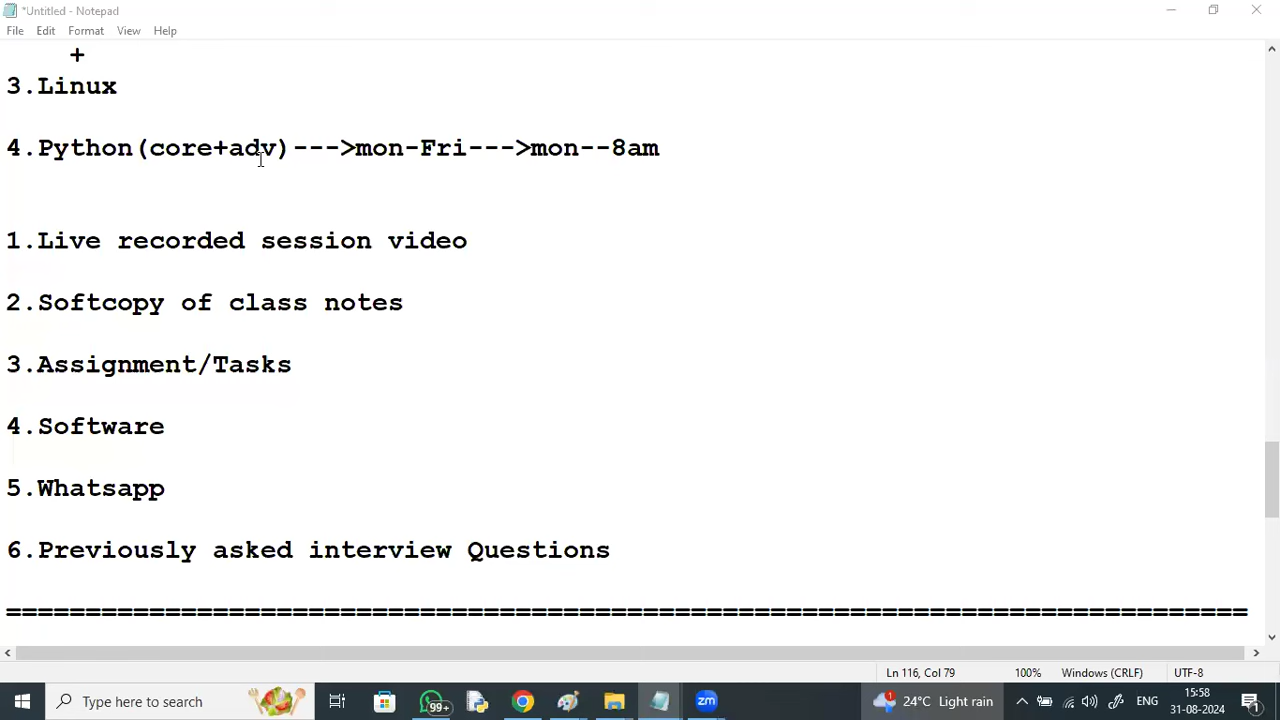 *Untitled - Notepad
File Edit Format View Help
+
3.Linux
4.Python(core+adv)--->mon-Fri--->mon--8am
1.Live recorded session video
2.Softcopy of class notes
3.Assignment/Tasks
4.Software
5.Whatsapp
6.Previously asked interview Questions
==============================================================================
Ln 116, Col 79 100% Windows (CRLF) UTF-8
Type here to search 99+ 1 24°C Light rain ENG 15:58
31-08-2024 1